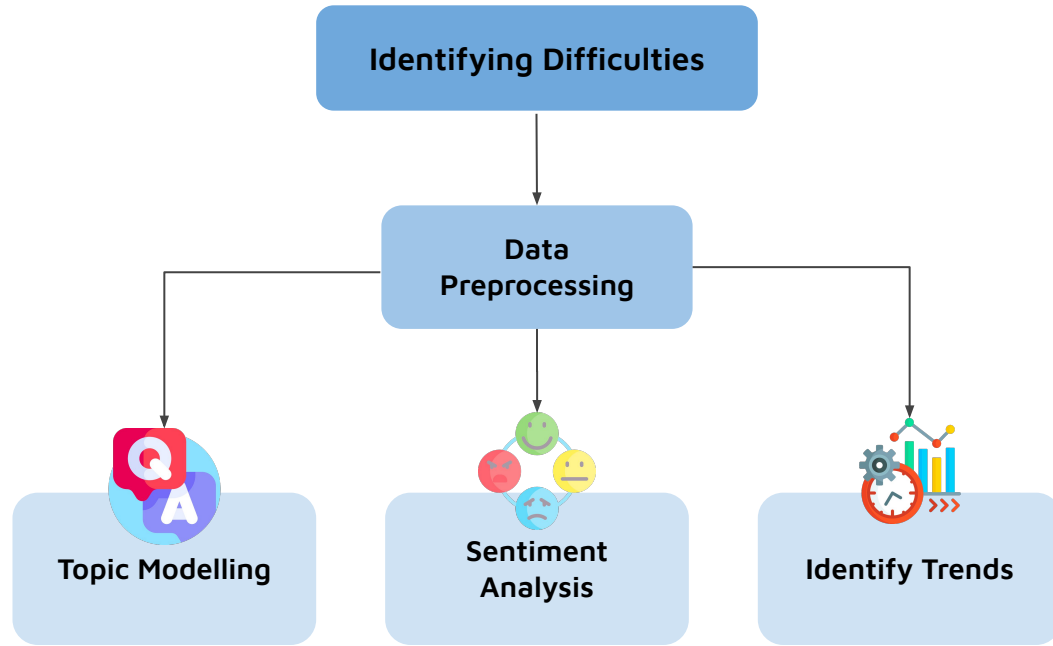 Identifying Difficulties
Data
Preprocessing
Q
A
Topic Modelling
Sentiment
Analysis
Identify Trends